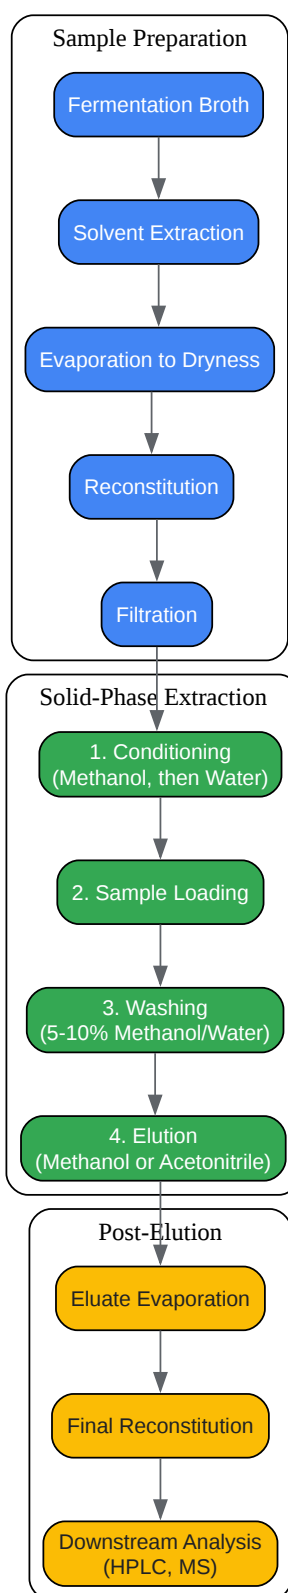 Sample Preparation
Fermentation Broth
Solvent Extraction
Evaporation to Dryness
Reconstitution
Filtration
Solid-Phase Extraction
1. Conditioning
(Methanol, then Water)
2. Sample Loading
3. Washing
(5-10% Methanol/Water)
4. Elution
(Methanol or Acetonitrile)
Post-Elution
Eluate Evaporation
Final Reconstitution
Downstream Analysis
(HPLC, MS)